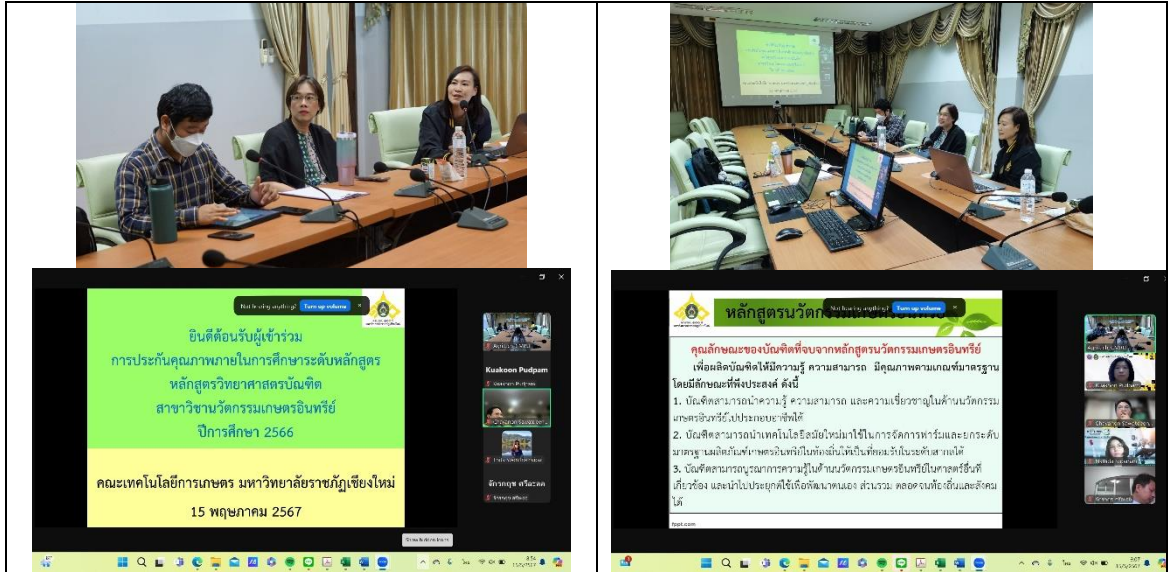 Not hearing anything? Turn up volume
ยินดีต้อนรับผู้เข้าร่วม
การประกันคุณภาพภายในการศึกษาระดับหลักสูตร
หลักสูตรวิทยาศาสตรบัณฑิต
สาขาวิชานวัตกรรมเกษตรอินทรีย์
ปีการศึกษา 2566
คณะเทคโนโลยีการเกษตร มหาวิทยาลัยราชภัฏเชียงใหม่
15 พฤษภาคม 2567
Kuakoon Pudpam
Kuakoon Pudpam
Not hearing anything? Turn up volume
คุณลักษณะของบัณฑิตที่จบจากหลักสูตรนวัตกรรมเกษตรอินทรีย์
เพื่อผลิตบัณฑิตให้มีความรู้ ความสามารถ มีคุณภาพตามเกณฑ์มาตรฐาน
โดยมีลักษณะที่พึงประสงค์ ดังนี้
1. บัณฑิตสามารถนำความรู้ ความสามารถ และความเชี่ยวชาญในด้านนวัตกรรม
เกษตรอินทรีย์ไปประกอบอาชีพได้
2. บัณฑิตสามารถนำเทคโนโลยีสมัยใหม่มาใช้ในการจัดการฟาร์มและยกระดับ
มาตรฐานผลิตภัณฑ์เกษตรอินทรีย์ในท้องถิ่นให้เป็นที่ยอมรับในระดับสากลได้
3. บัณฑิตสามารถบูรณาการความรู้ในด้านนวัตกรรมเกษตรอินทรีย์ในศาสตร์อื่นที่
เกี่ยวข้อง และนำไปประยุกต์ใช้เพื่อพัฒนาตนเอง ส่วนรวม ตลอดจนท้องถิ่นและสังคม
ได้
fppt.com
Kuakoon Pudpam